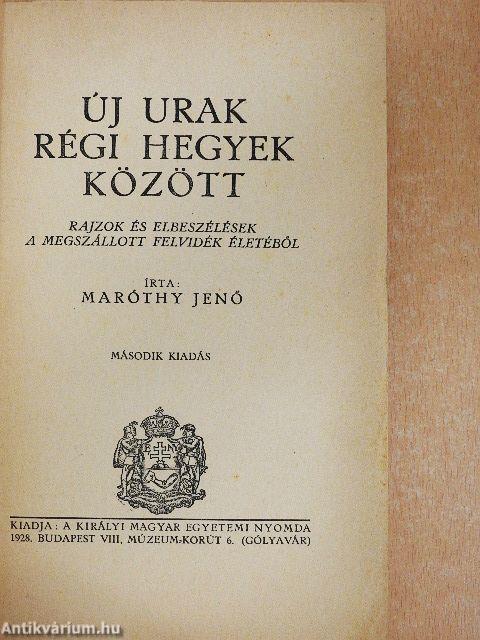 ÚJ URAK
RÉGI HEGYEK
KÖZÖTT
RAJZOK ÉS ELBESZÉLÉSEK
A MEGSZÁLLOTT FELVIDÉK ÉLETÉBŐL
ÍRTA:
MARÓTHY JENŐ
MÁSODIK KIADÁS
KIADJA: A KIRÁLYI MAGYAR EGYETEMI NYOMDA
1928. BUDAPEST VIII, MÚZEUM-KÖRÚT 6. (GÓLYAVÁR)
Antikvárium.hu